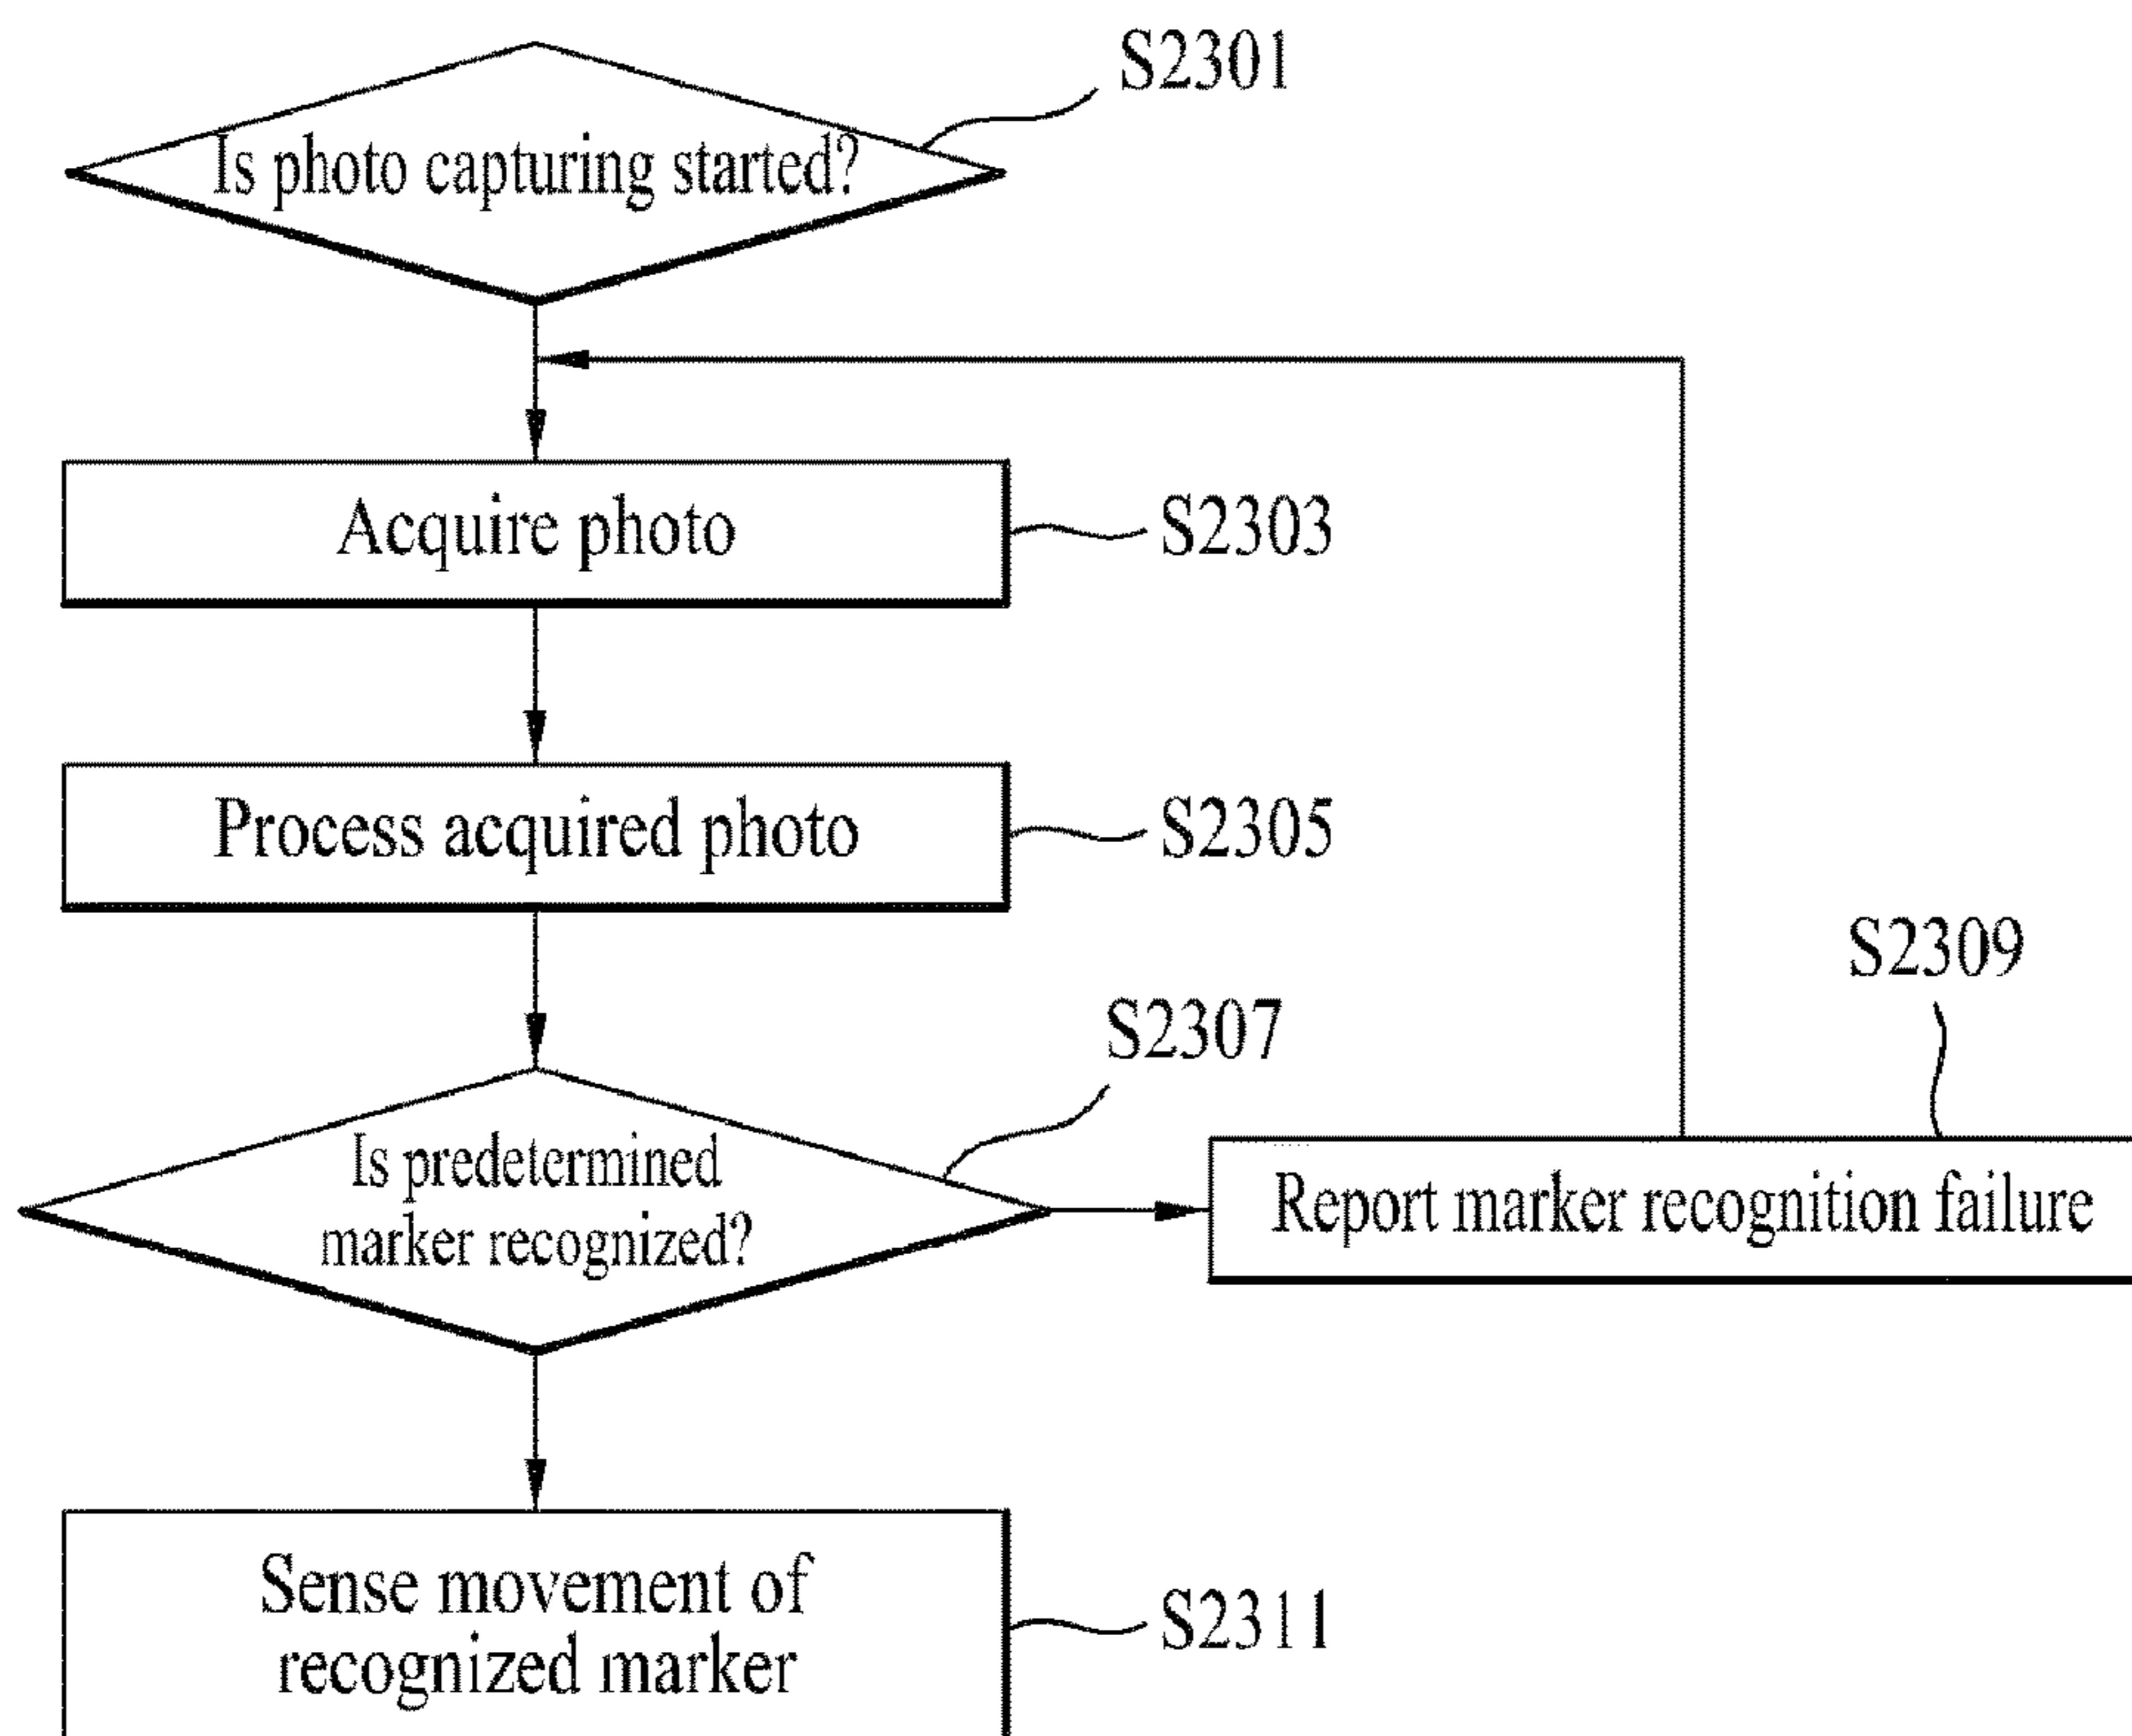 S2301
Is photo capturing started?
Acquire photo
S2303
Process acquired photo
S2305
S2309
S2307
Is predetermined
marker recognized?
Report marker recognition failure
Sense movement of
recognized marker
S2311